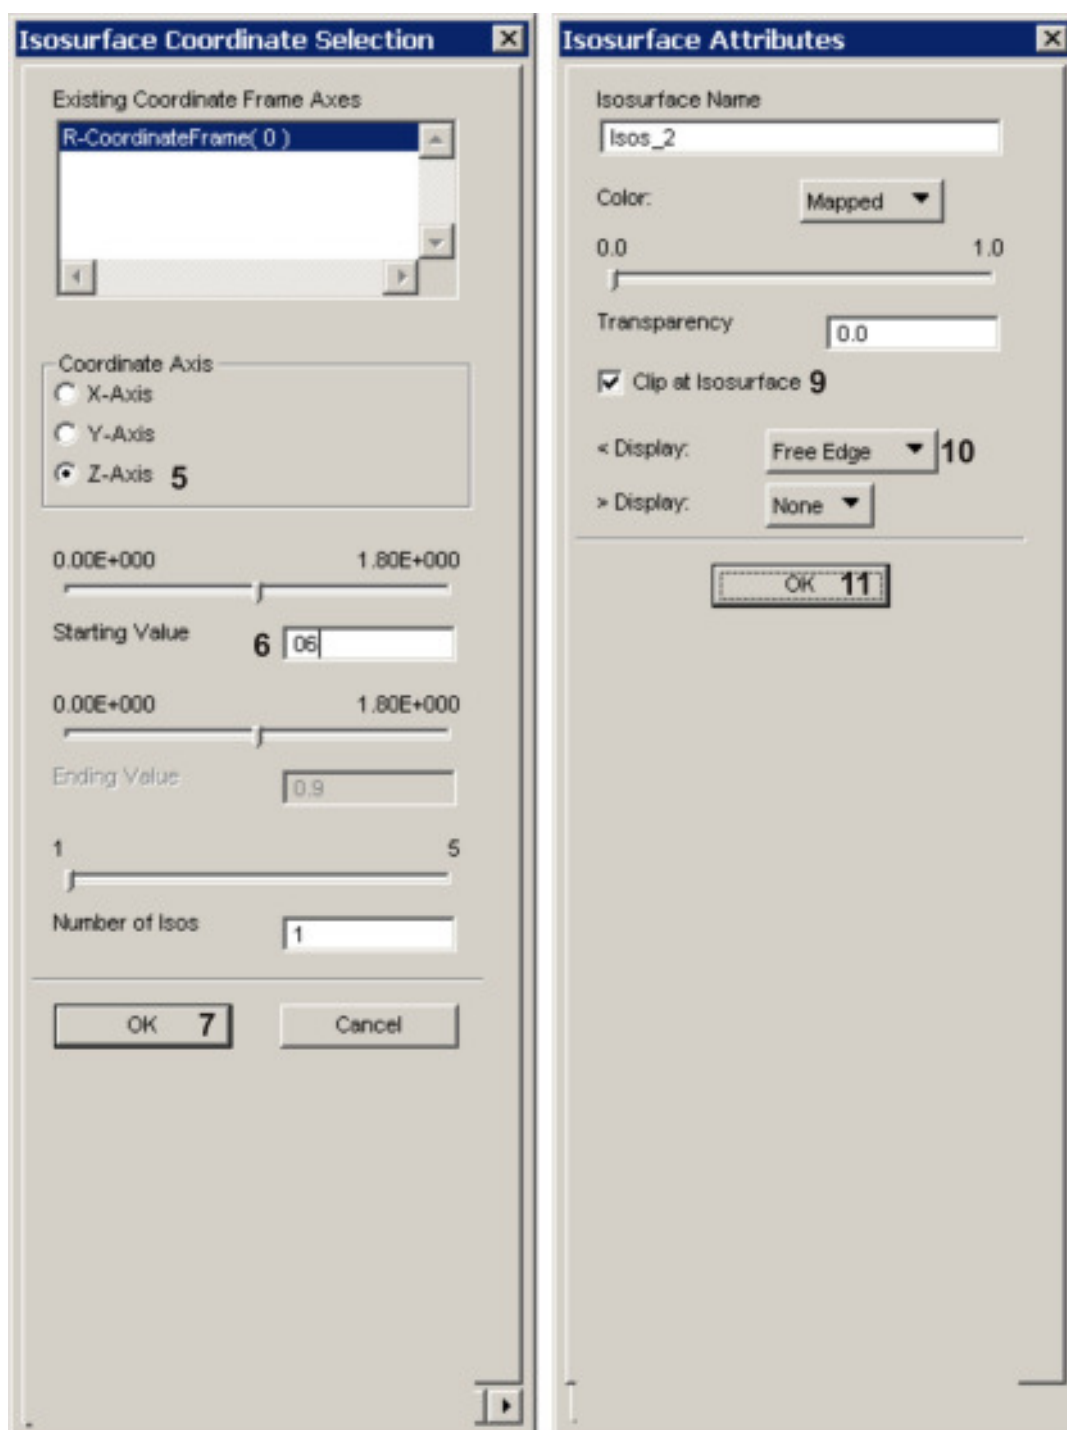 Isosurface Coordinate Selection
Existing Coordinate Frame Axes
R-CoordinateFrame( 0 )
Coordinate Axis
X-Axis
Y-Axis
Z-Axis 5
0.00E+000 1.80E+000
Starting Value 6 06
0.00E+000 1.80E+000
Ending Value 0.9
1 5
Number of Isos 1
OK 7 Cancel
Isosurface Attributes
Isosurface Name
Isos_2
Color: Mapped
0.0 1.0
Transparency 0.0
Clip at Isosurface 9
< Display: Free Edge 10
> Display: None
OK 11